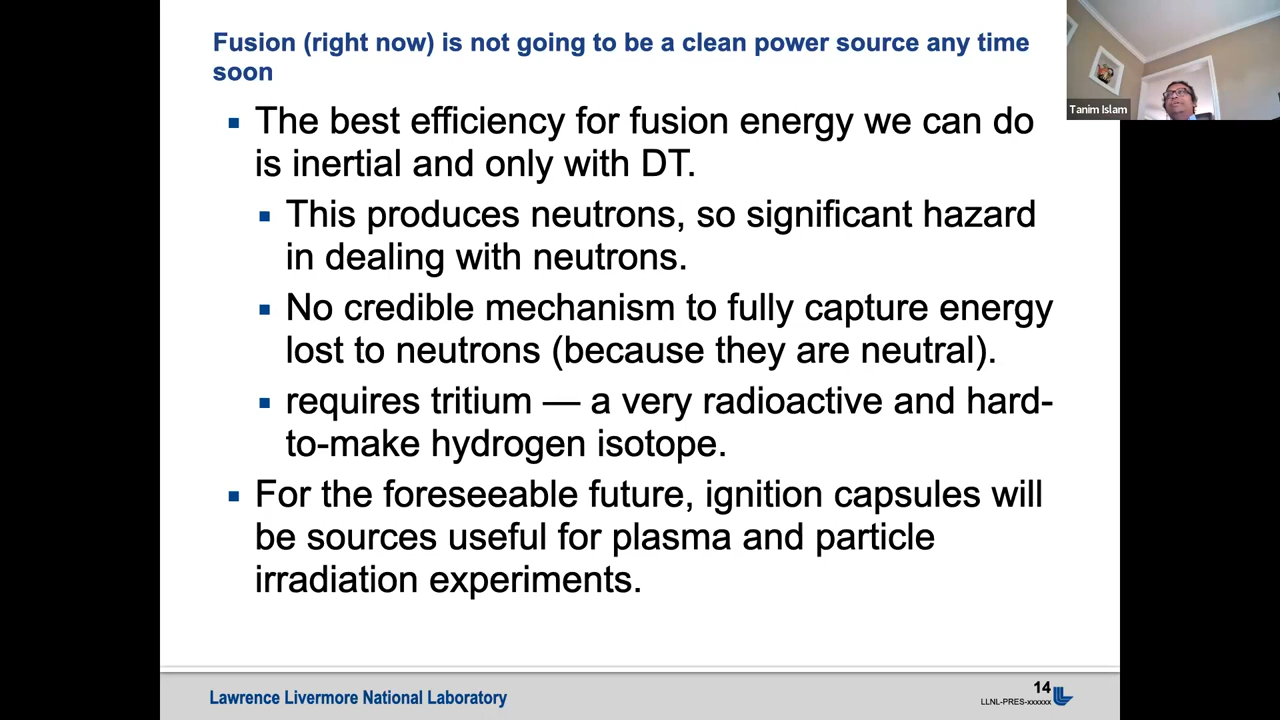 Fusion (right now) is not going to be a clean power source any time
soon
Tanim Islam
▪ The best efficiency for fusion energy we can do
is inertial and only with DT.
▪ This produces neutrons, so significant hazard
in dealing with neutrons.
▪ No credible mechanism to fully capture energy
lost to neutrons (because they are neutral).
▪ requires tritium — a very radioactive and hard-
to-make hydrogen isotope.
▪ For the foreseeable future, ignition capsules will
be sources useful for plasma and particle
irradiation experiments.
Lawrence Livermore National Laboratory
14
LLNL-PRES-xxxxxx